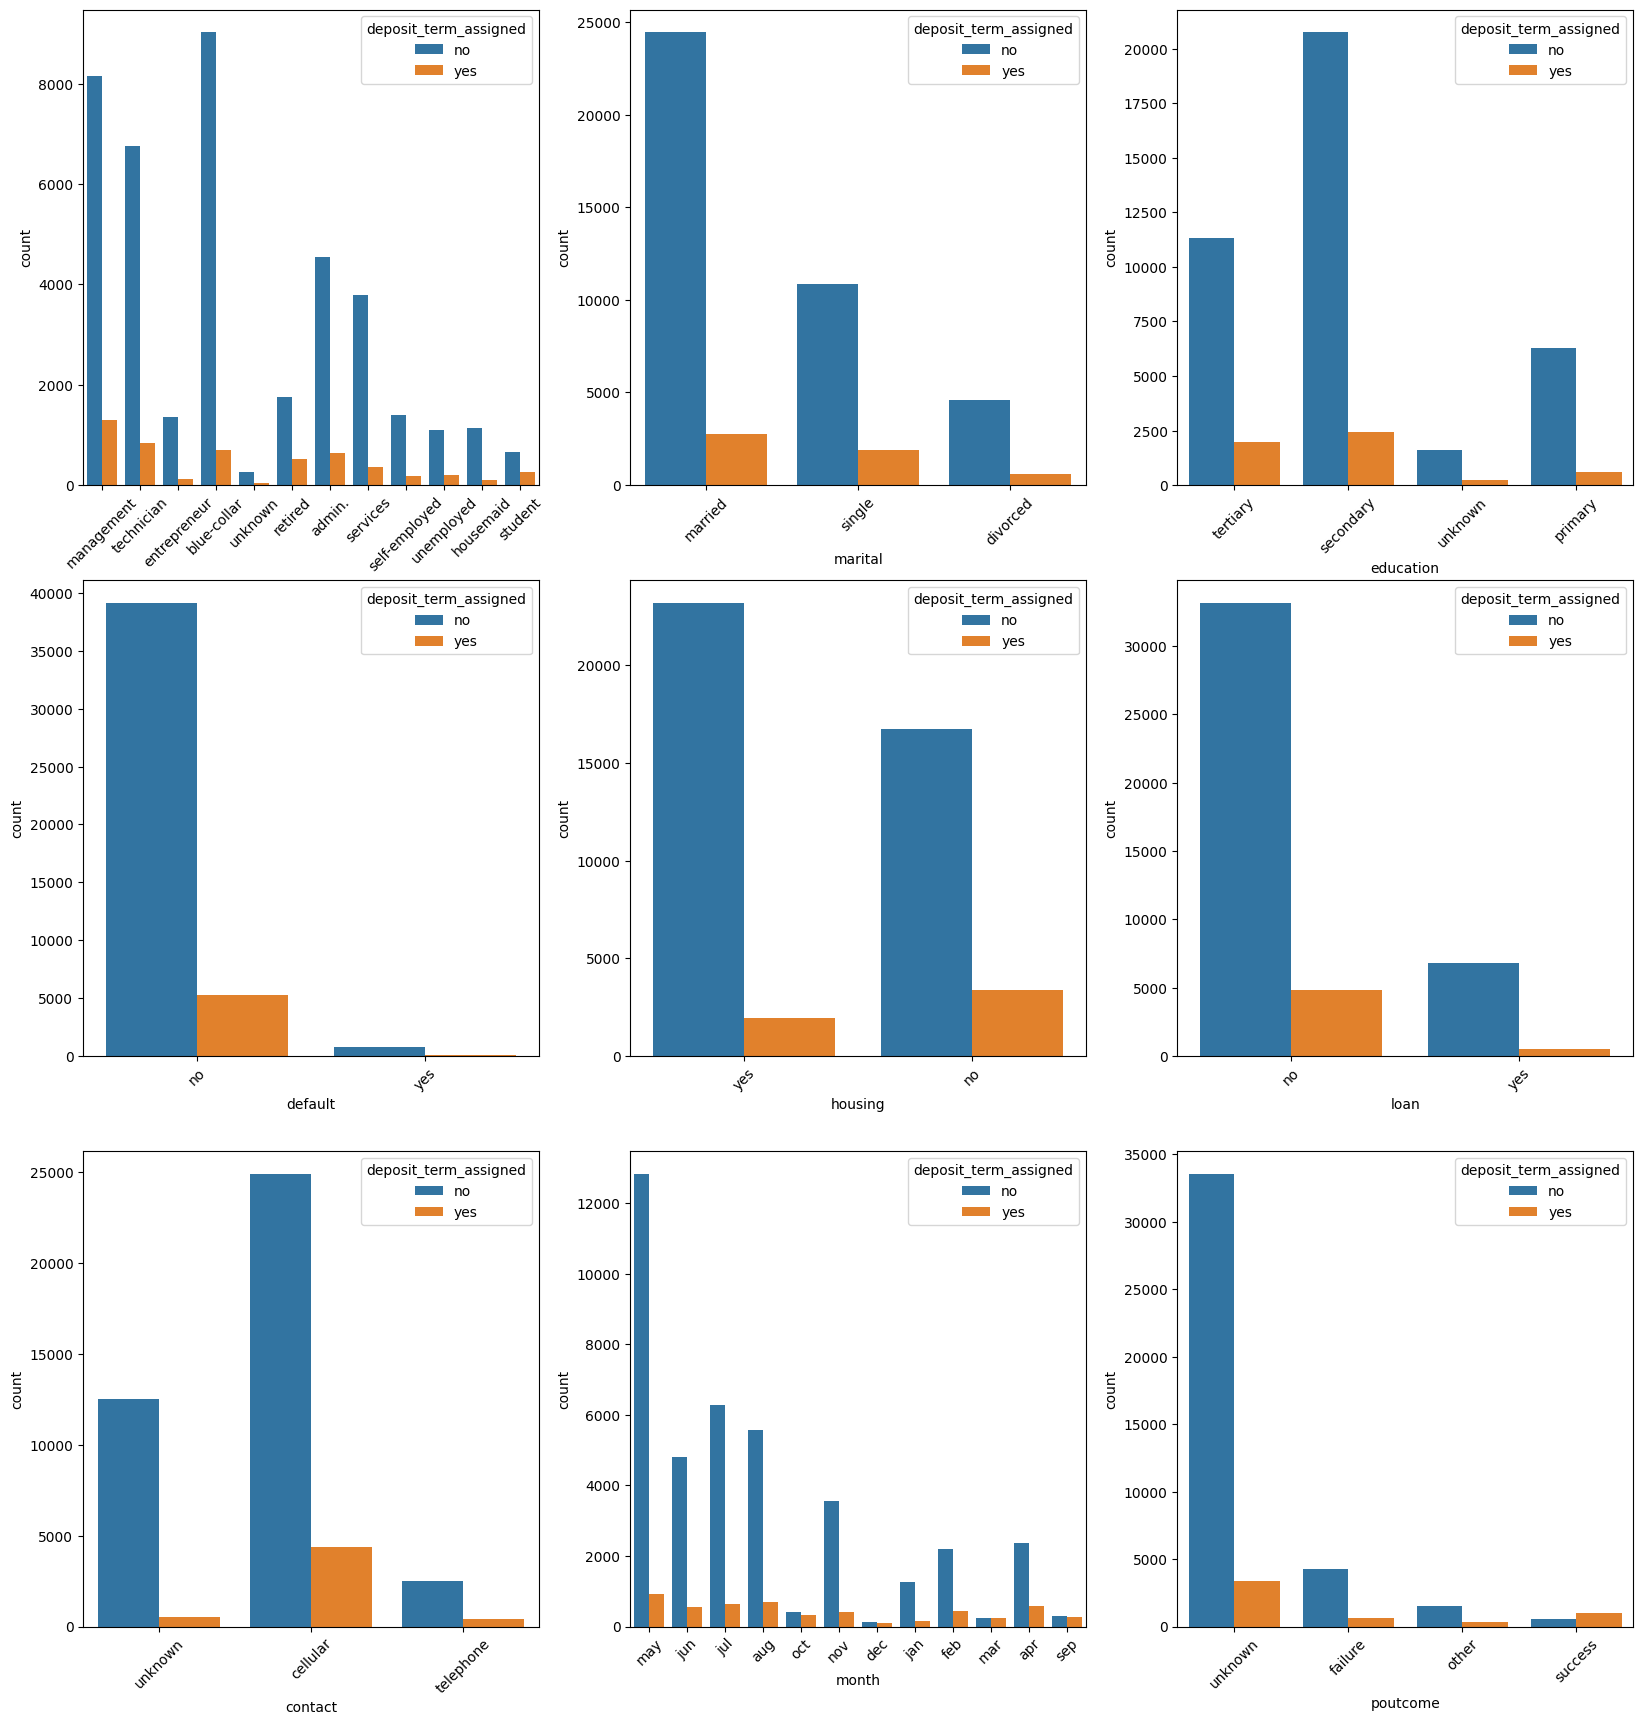 deposit_term_assigned
no
yes
count
8000
6000
4000
2000
0
management
technician
entrepreneur
blue-collar
unknown
retired
admin.
services
self-employed
unemployed
housemaid
student
deposit_term_assigned
no
yes
count
25000
20000
15000
10000
5000
0
married
single
divorced
marital
deposit_term_assigned
no
yes
count
20000
17500
15000
12500
10000
7500
5000
2500
0
tertiary
secondary
unknown
primary
education
deposit_term_assigned
no
yes
count
40000
35000
30000
25000
20000
15000
10000
5000
0
no
yes
default
deposit_term_assigned
no
yes
count
20000
15000
10000
5000
0
yes
no
housing
deposit_term_assigned
no
yes
count
30000
25000
20000
15000
10000
5000
0
no
yes
loan
deposit_term_assigned
no
yes
count
25000
20000
15000
10000
5000
0
unknown
cellular
telephone
contact
deposit_term_assigned
no
yes
count
12000
10000
8000
6000
4000
2000
0
may
jun
jul
aug
oct
nov
dec
jan
feb
mar
apr
sep
month
deposit_term_assigned
no
yes
count
35000
30000
25000
20000
15000
10000
5000
0
unknown
failure
other
success
poutcome